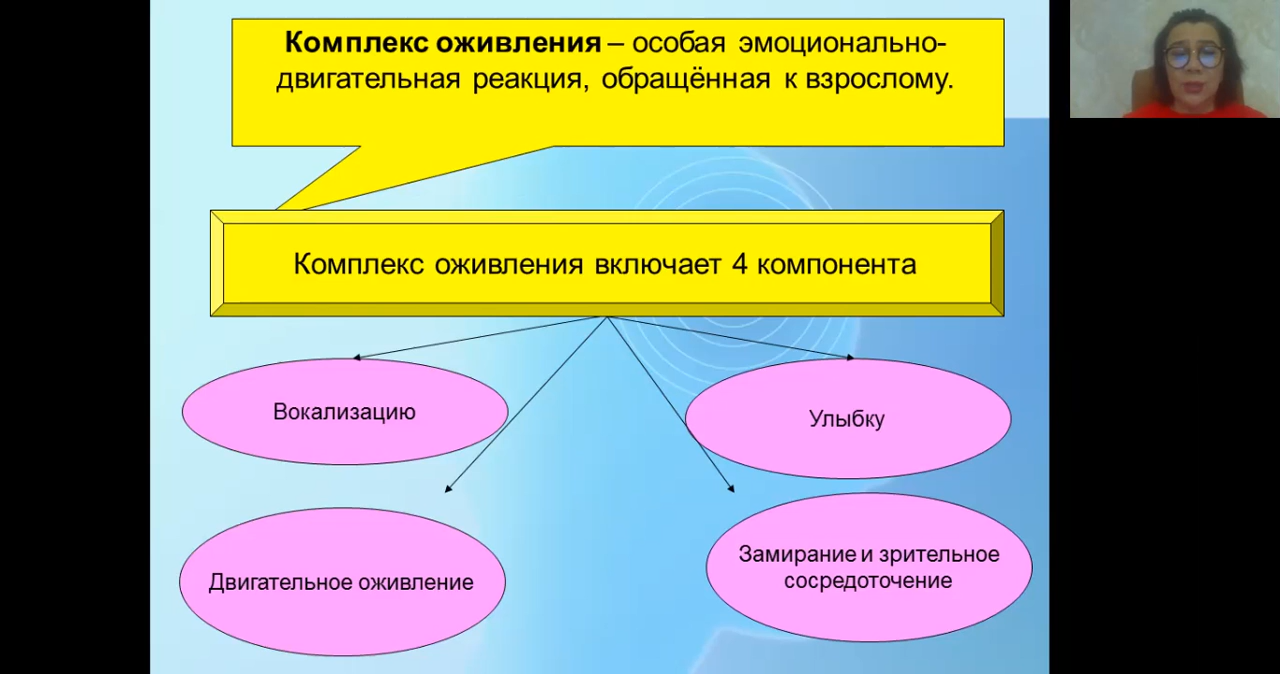 Комплекс оживления – особая эмоционально-
двигательная реакция, обращённая к взрослому.
Комплекс оживления включает 4 компонента
Вокализацию
Улыбку
Двигательное оживление
Замирание и зрительное
сосредоточение